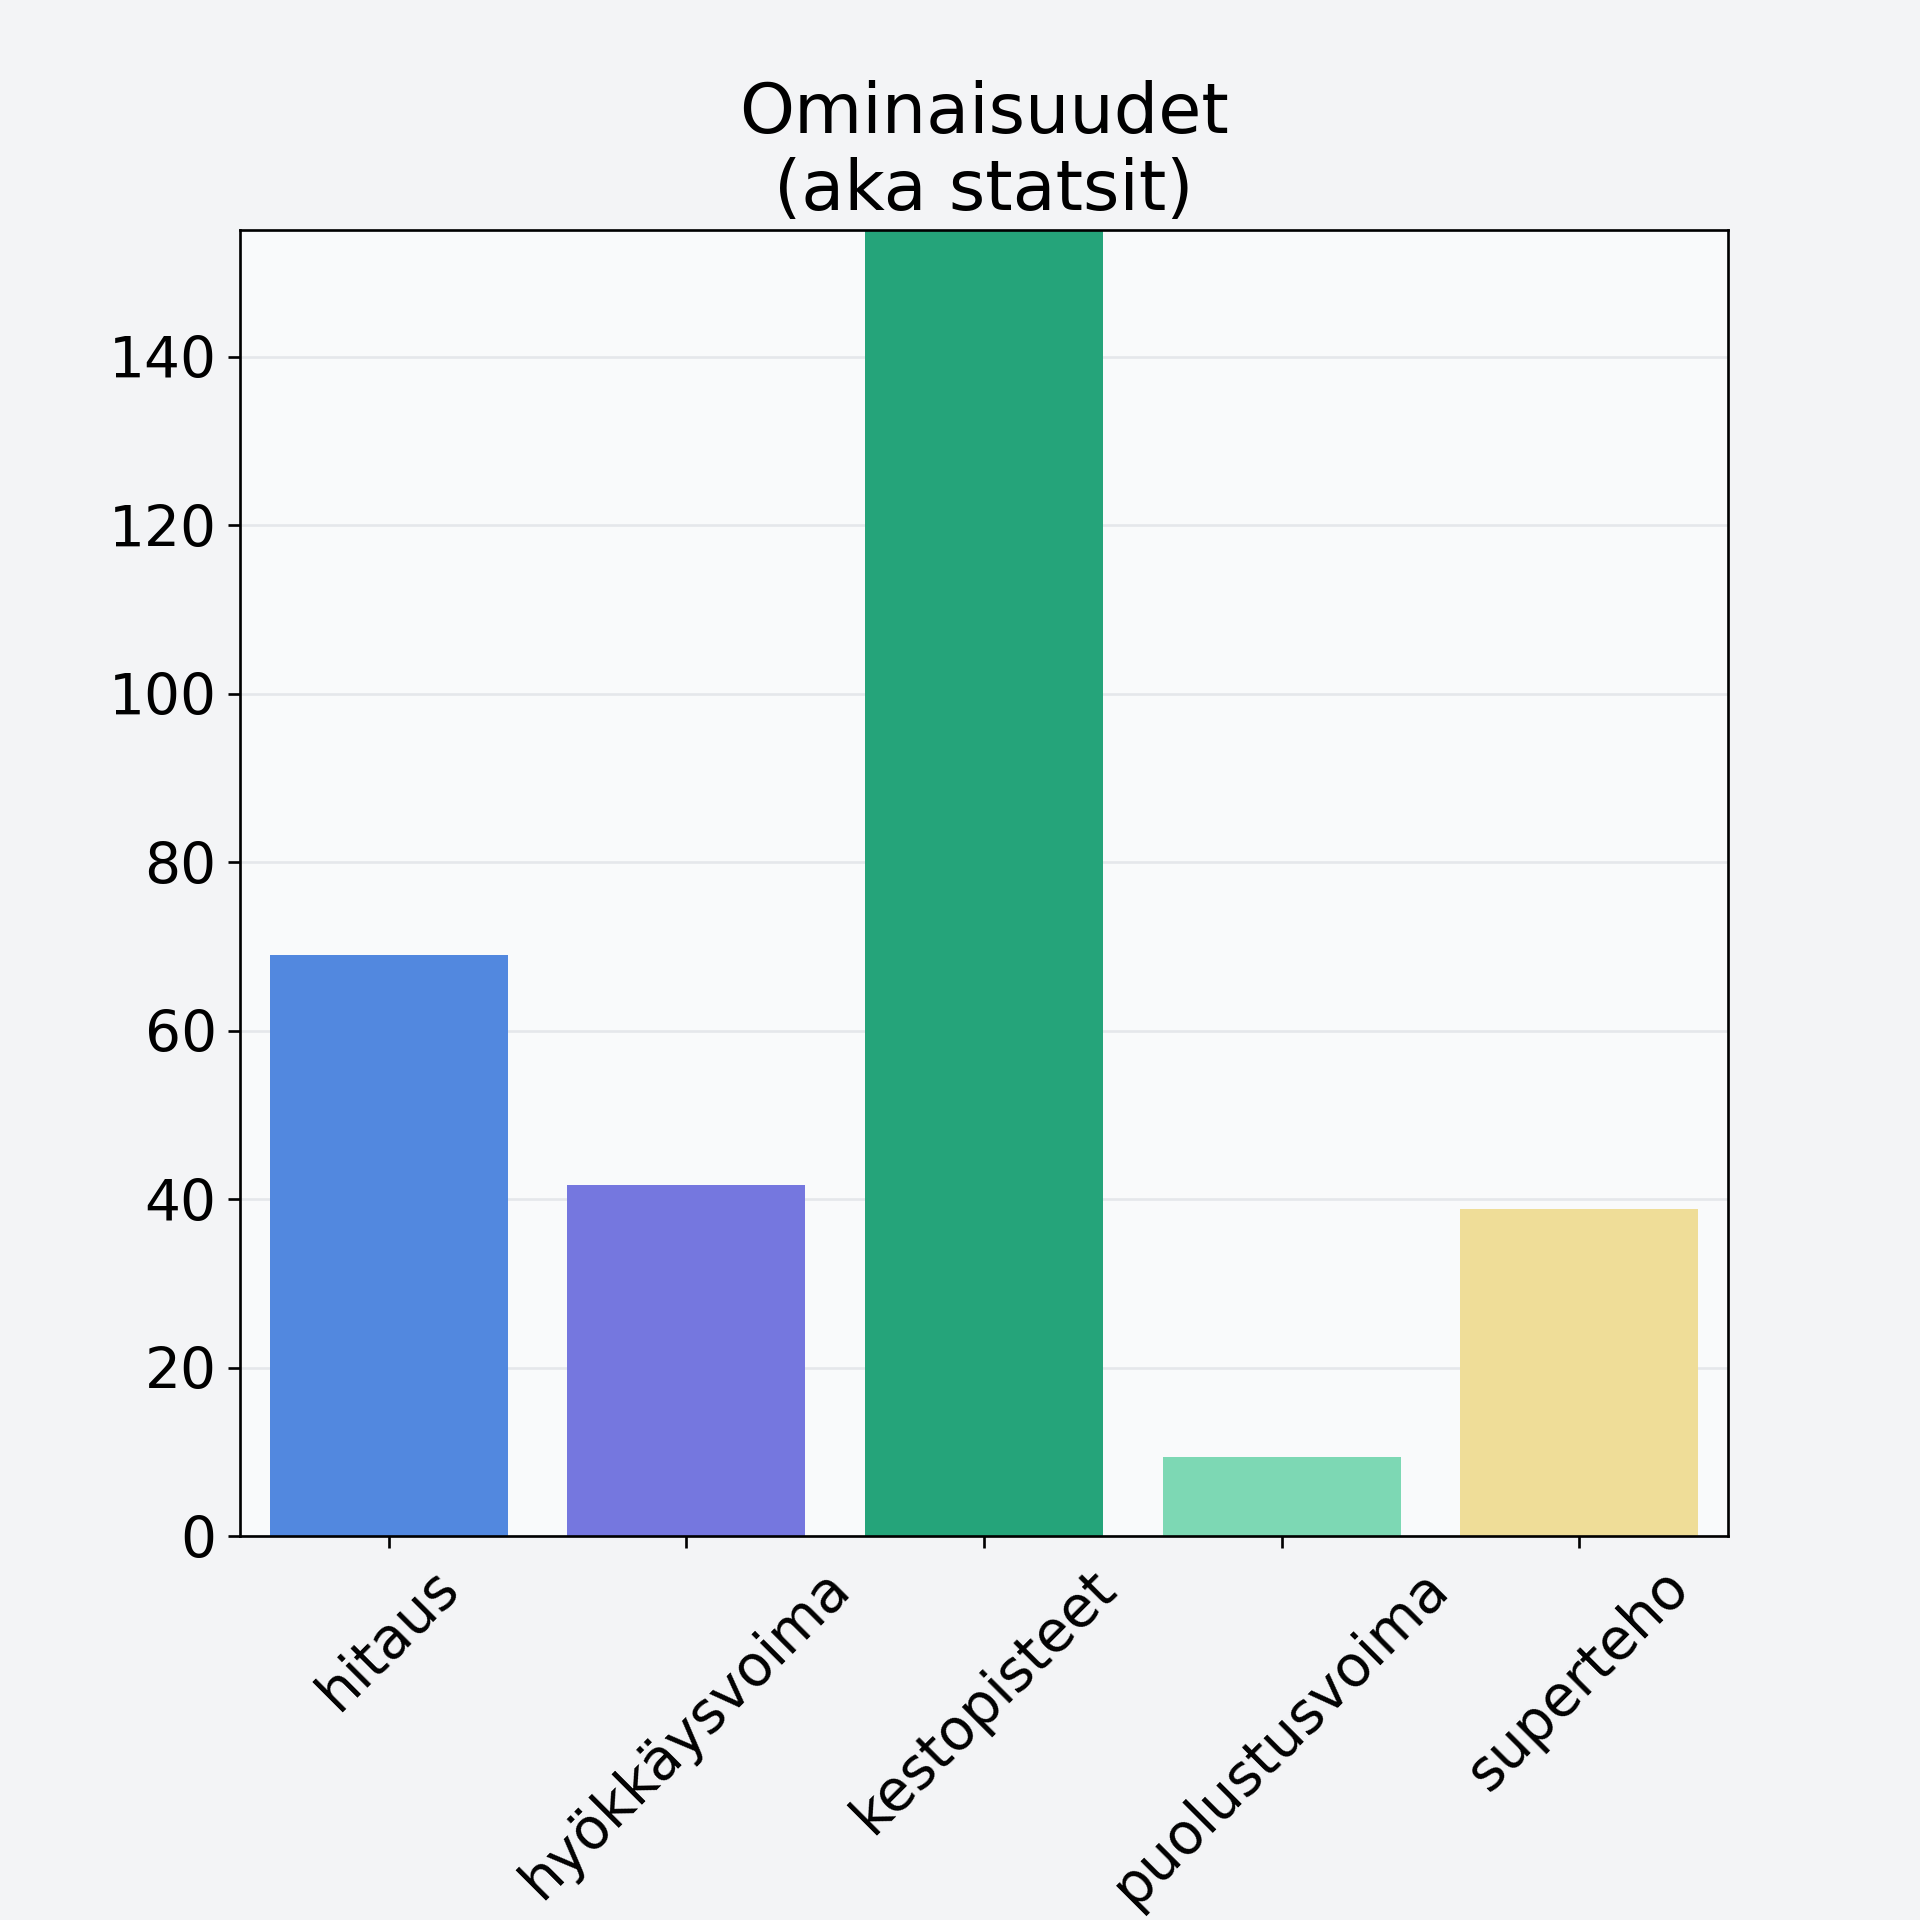 Ominaisuudet
(aka statsit)
140
120
100
80
60
40
20
0
hitaus
hyökkäysvoima
kestopisteet
puolustusvoima
superteho